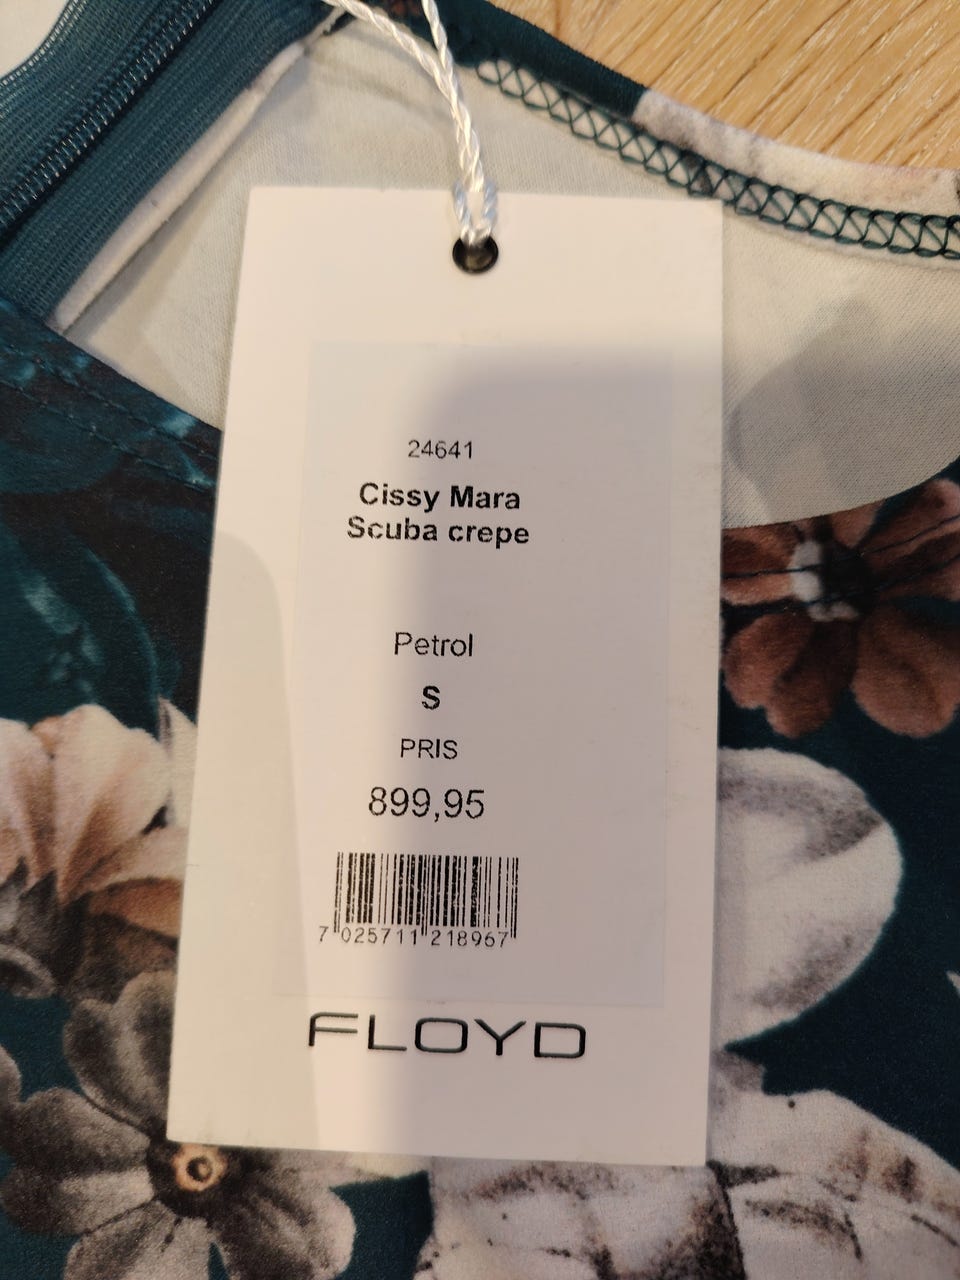 24641
Cissy Mara
Scuba crepe
Petrol
S
PRIS
899,95
7 025711 218967
FLOYD